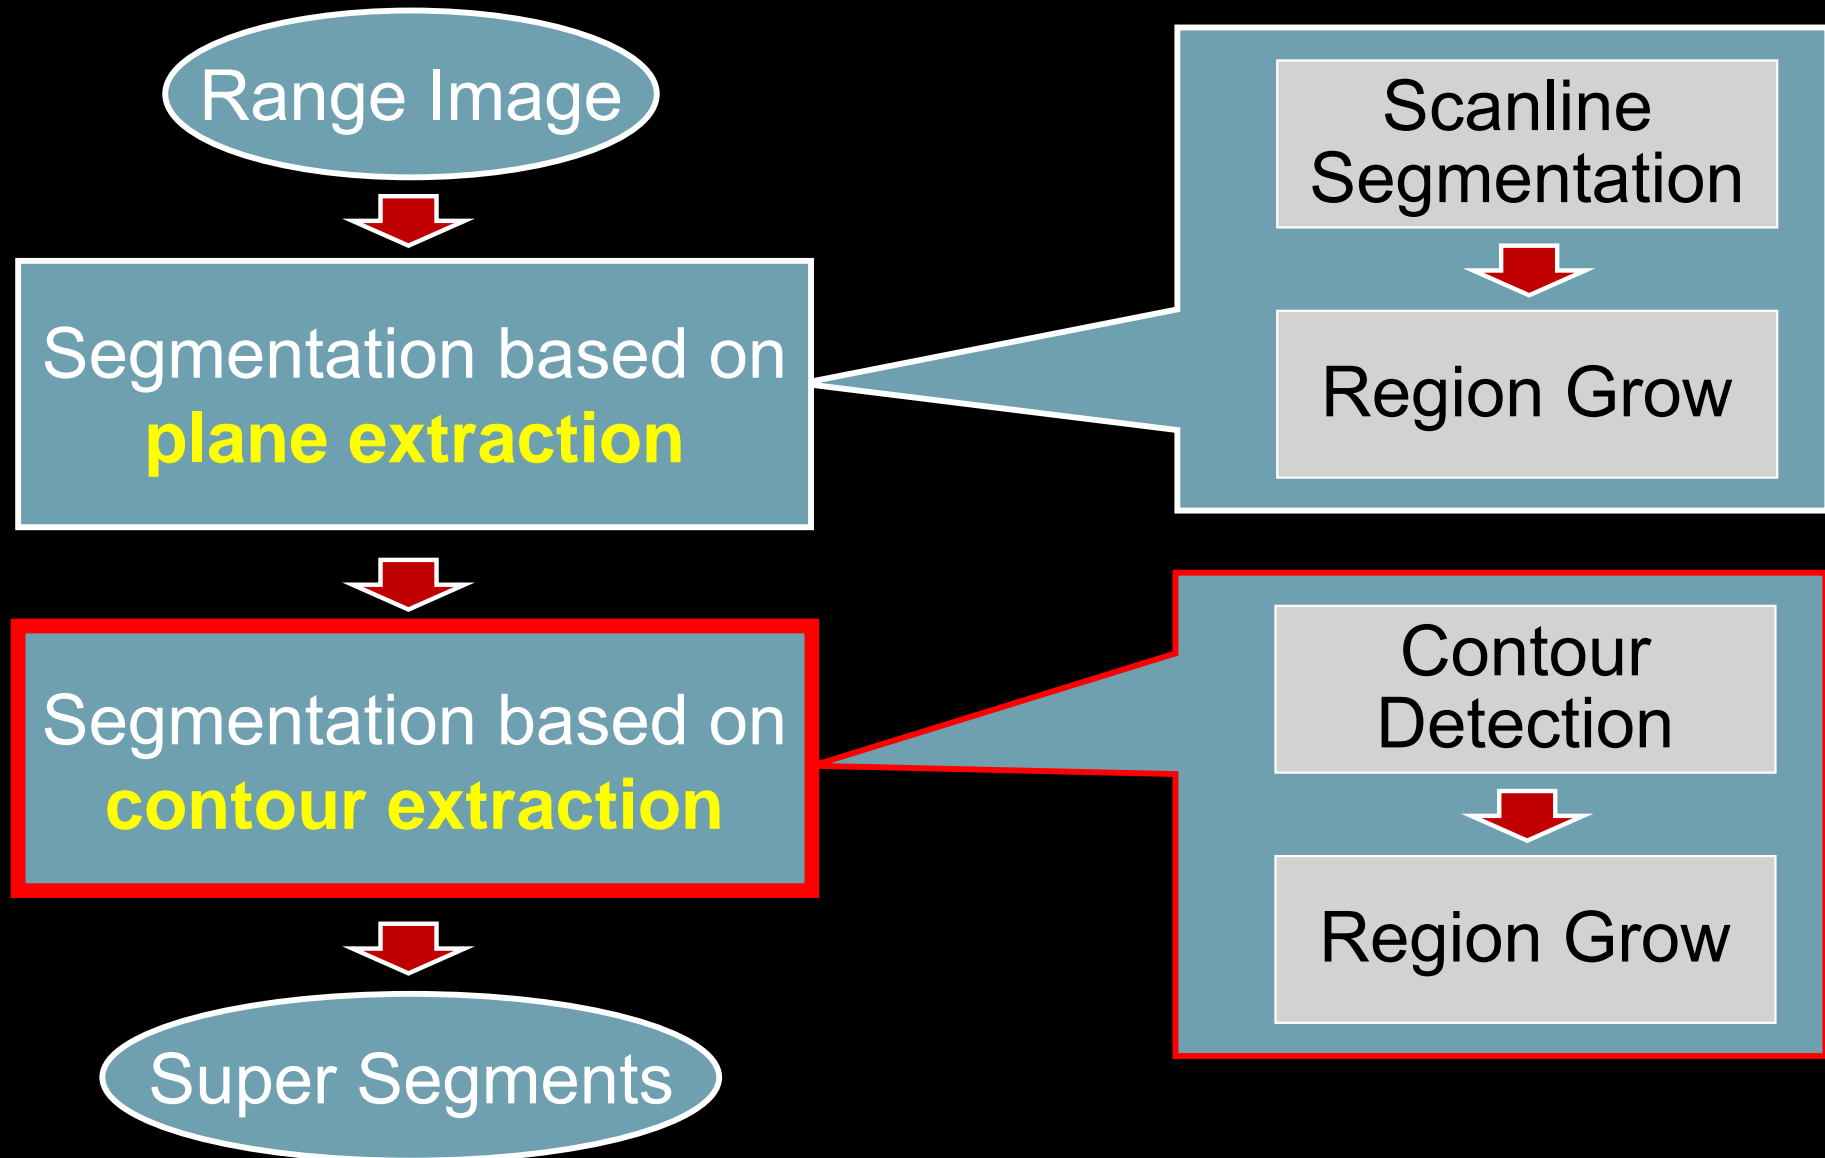 Range Image
Segmentation based on
plane extraction
Segmentation based on
contour extraction
Super Segments
Scanline
Segmentation
Region Grow
Contour
Detection
Region Grow